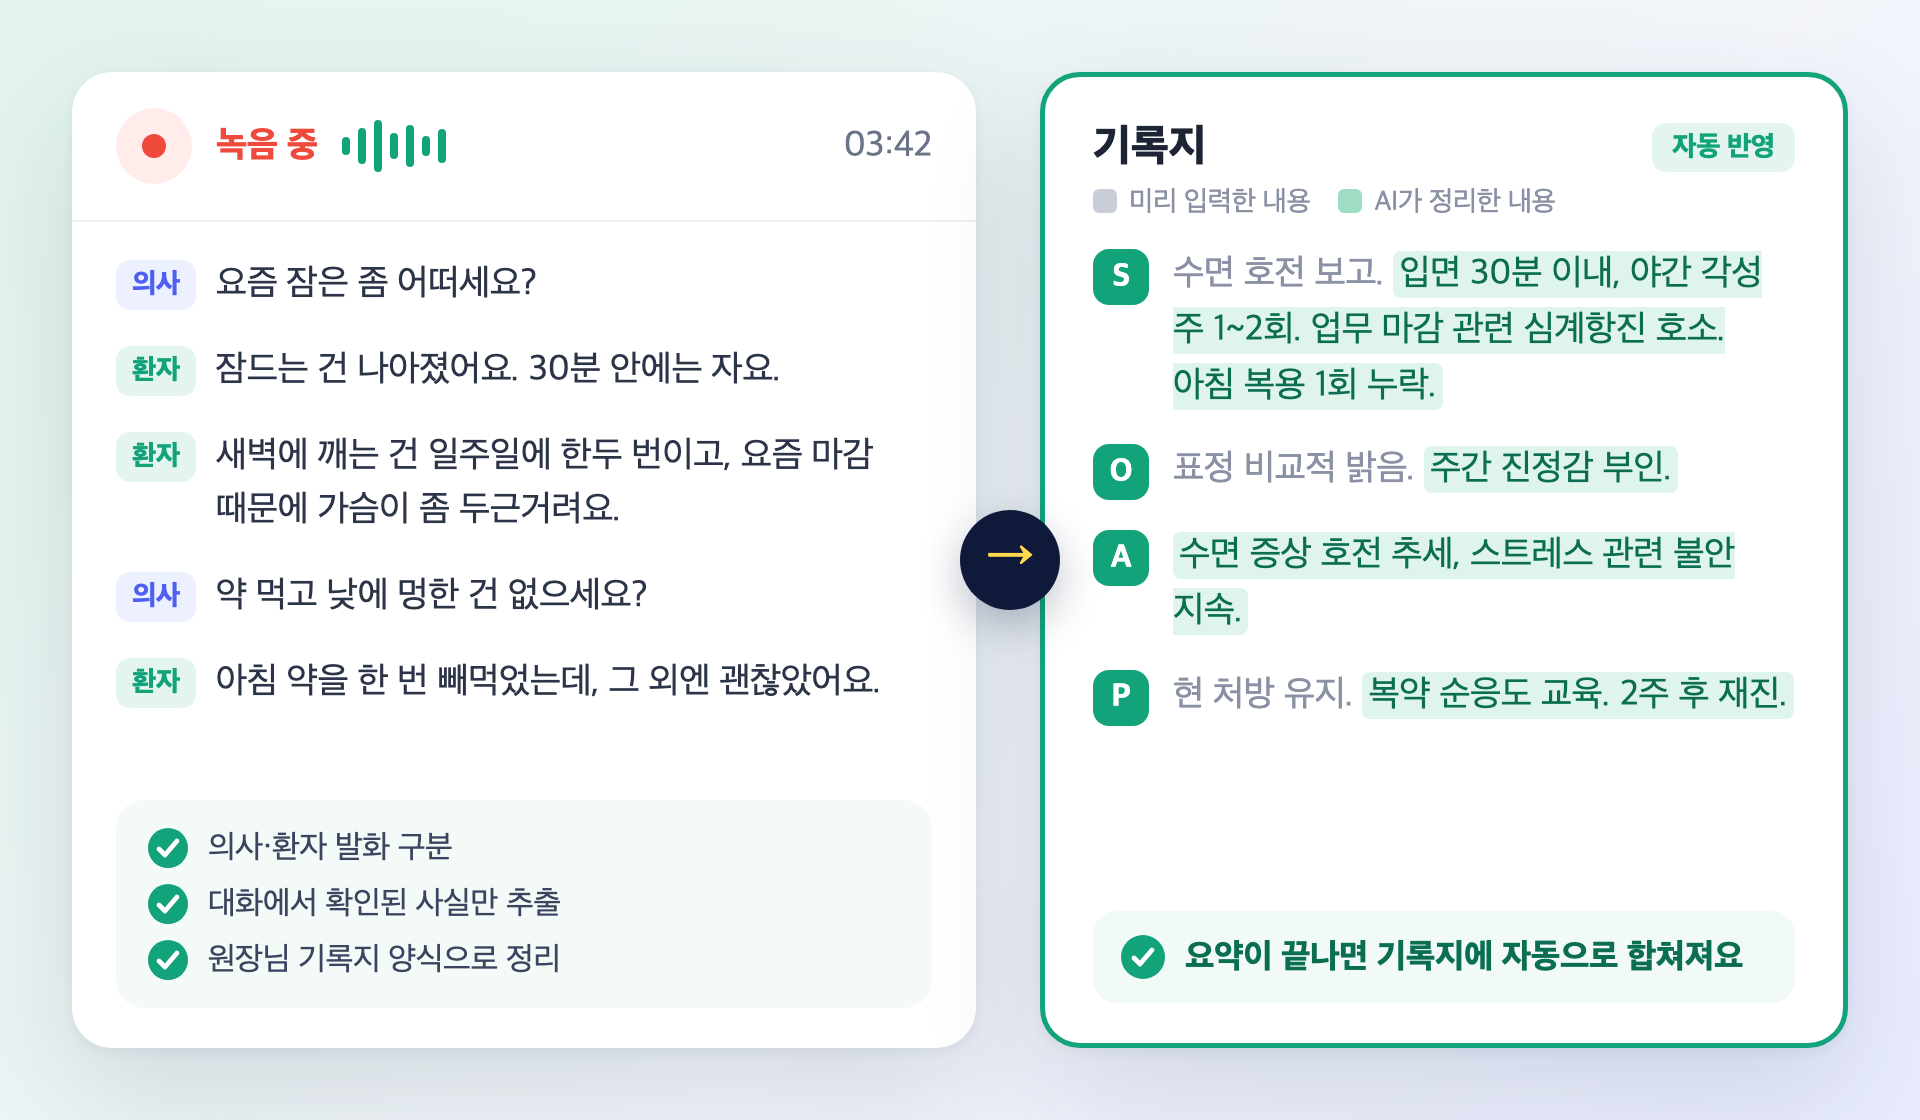 녹음 중
03:42
의사 요즘 잠은 좀 어떠세요?
환자 잠드는 건 나아졌어요. 30분 안에는 자요.
환자 새벽에 깨는 건 일주일에 한두 번이고, 요즘 마감
때문에 가슴이 좀 두근거려요.
의사 약 먹고 낮에 멍한 건 없으세요?
환자 아침 약을 한 번 빼먹었는데, 그 외엔 괜찮았어요.
의사·환자 발화 구분
대화에서 확인된 사실만 추출
원장님 기록지 양식으로 정리
→
기록지
자동 반영
미리 입력한 내용 AI가 정리한 내용
S 수면 호전 보고. 입면 30분 이내, 야간 각성
주 1~2회. 업무 마감 관련 심계항진 호소.
아침 복용 1회 누락.
O 표정 비교적 밝음. 주간 진정감 부인.
A 수면 증상 호전 추세, 스트레스 관련 불안
지속.
P 현 처방 유지. 복약 순응도 교육. 2주 후 재진.
요약이 끝나면 기록지에 자동으로 합쳐져요